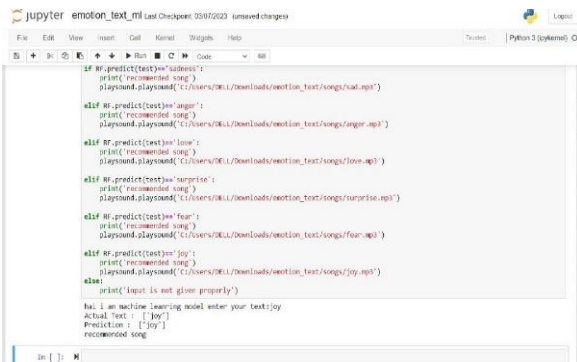 jupyter emotion_text_ml Last Checkpoint: 03/07/2023 (unsaved changes)
Logout
File Edit View Insert Cell Kernel Widgets Help
Trusted Python 3 (ipykernel)
Run Code
if RF.predict(test)=='sadness':
print('recommended song')
playsound.playsound('C:/Users/DELL/Downloads/emotion_text/songs/sad.mp3')
elif RF.predict(test)=='anger':
print('recommended song')
playsound.playsound('C:/Users/DELL/Downloads/emotion_text/songs/anger.mp3')
elif RF.predict(test)=='love':
print('recommended song')
playsound.playsound('C:/Users/DELL/Downloads/emotion_text/songs/love.mp3')
elif RF.predict(test)=='surprise':
print('recommended song')
playsound.playsound('C:/Users/DELL/Downloads/emotion_text/songs/surprise.mp3')
elif RF.predict(test)=='fear':
print('recommended song')
playsound.playsound('C:/Users/DELL/Downloads/emotion_text/songs/fear.mp3')
elif RF.predict(test)=='joy':
print('recommended song')
playsound.playsound('C:/Users/DELL/Downloads/emotion_text/songs/joy.mp3')
else:
print('input is not given properly')
hai i am machine learning model enter your text:joy
Actual Text : ['joy']
Prediction : ['joy']
recommended song
In [ ]: